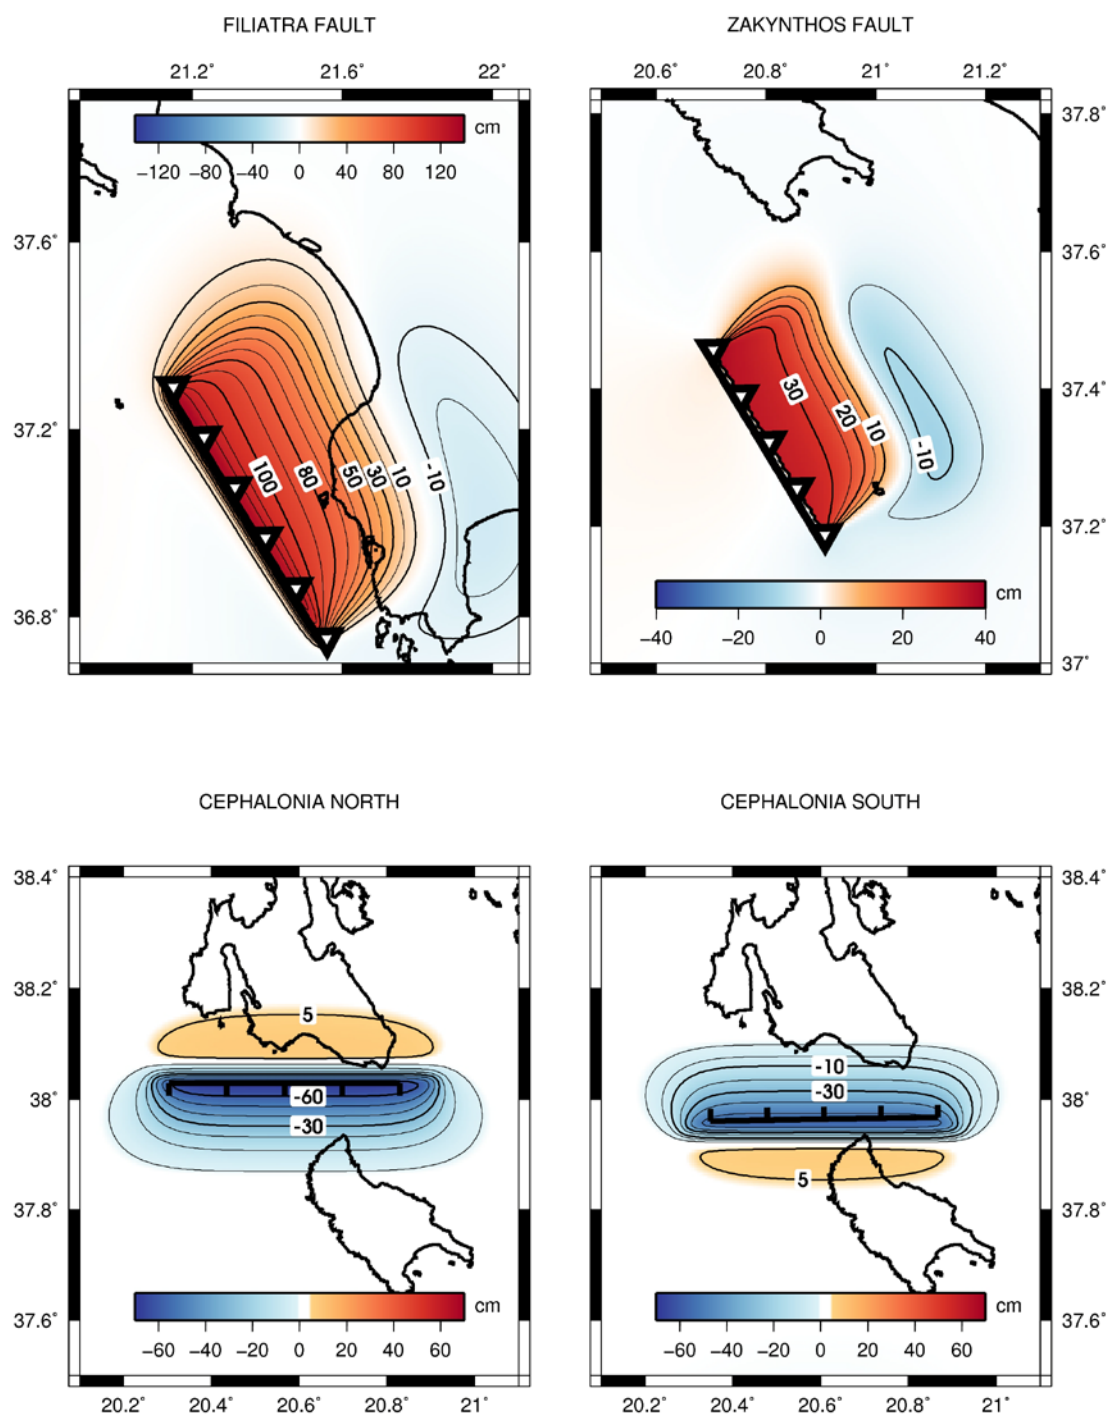 FILIATRA FAULT
ZAKYNTHOS FAULT
21.2° 21.6° 22°
20.6° 20.8° 21° 21.2°
cm
−120 −80 −40 0 40 80 120
37.6°
37.2°
36.8°
100 80 50 30 10 -10
37.8°
37.6°
37.4°
37.2°
37°
30 20 10 -10
cm
−40 −20 0 20 40
CEPHALONIA NORTH
CEPHALONIA SOUTH
38.4°
38.2°
38°
37.8°
37.6°
5
-60
-30
cm
−60 −40 −20 0 20 40 60
20.2° 20.4° 20.6° 20.8° 21°
38.4°
38.2°
38°
37.8°
37.6°
-10
-30
5
cm
−60 −40 −20 0 20 40 60
20.2° 20.4° 20.6° 20.8° 21°